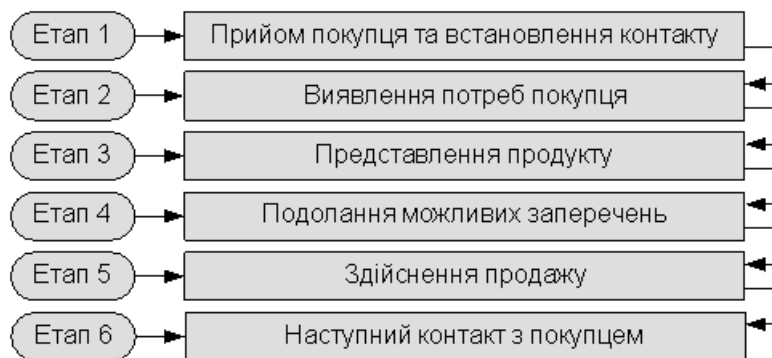 Етап 1 Прийом покупця та встановлення контакту
Етап 2 Виявлення потреб покупця
Етап 3 Представлення продукту
Етап 4 Подолання можливих заперечень
Етап 5 Здійснення продажу
Етап 6 Наступний контакт з покупцем